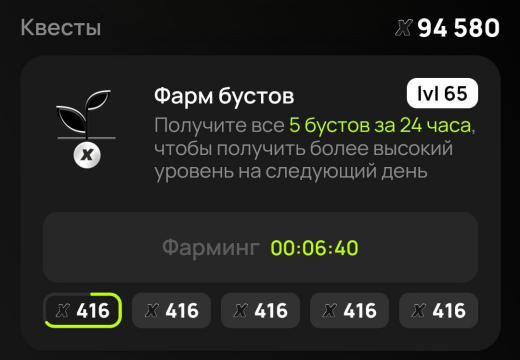 Квесты X 94 580
Фарм бустов lvl 65
Получите все 5 бустов за 24 часа,
чтобы получить более высокий
уровень на следующий день
X
Фарминг 00:06:40
X 416 X 416 X 416 X 416 X 416